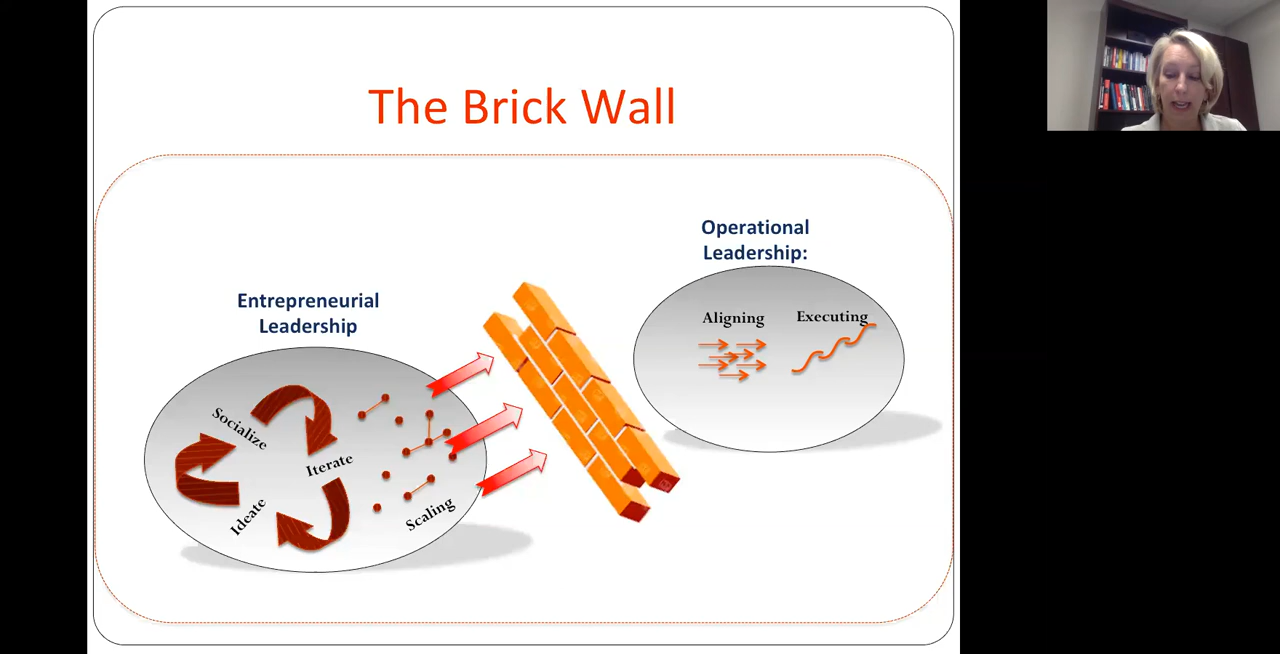 The Brick Wall
Operational
Leadership:
Entrepreneurial
Leadership
Aligning
Executing
Socialize
Iterate
Ideate
Scaling